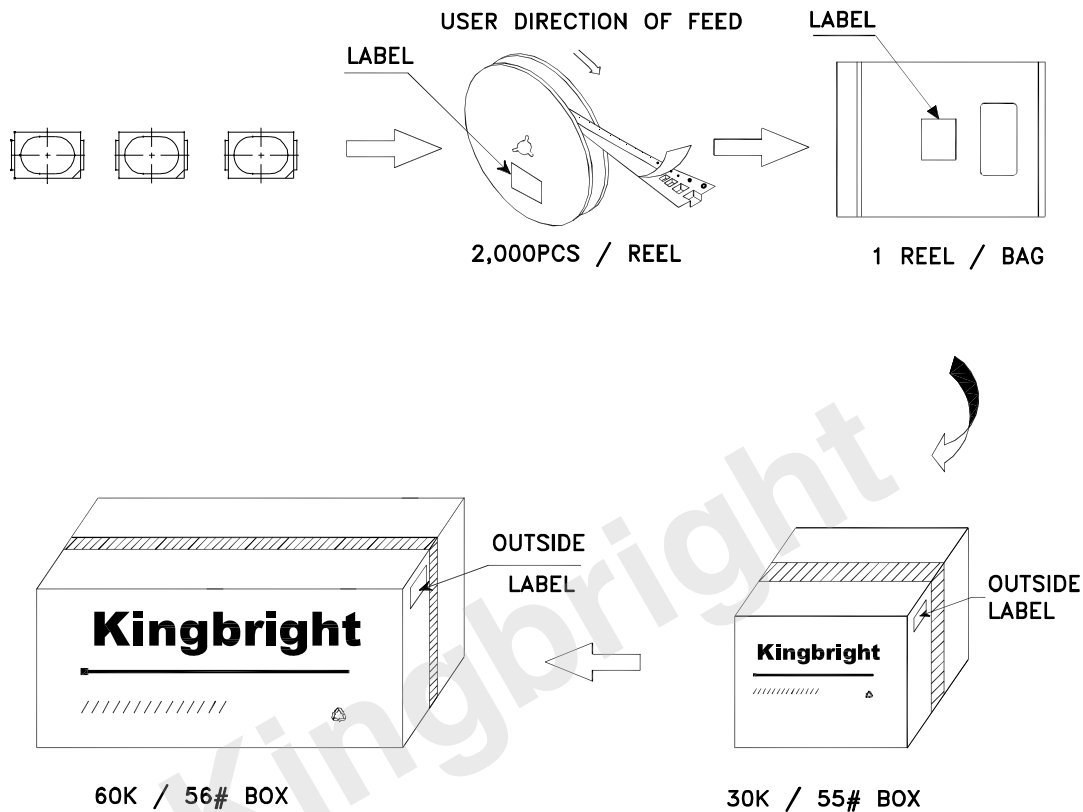 USER DIRECTION OF FEED
LABEL
LABEL
2,000PCS / REEL
1 REEL / BAG
OUTSIDE
LABEL
OUTSIDE
LABEL
Kingbright
Kingbright
60K / 56# BOX
30K / 55# BOX
Kingbright